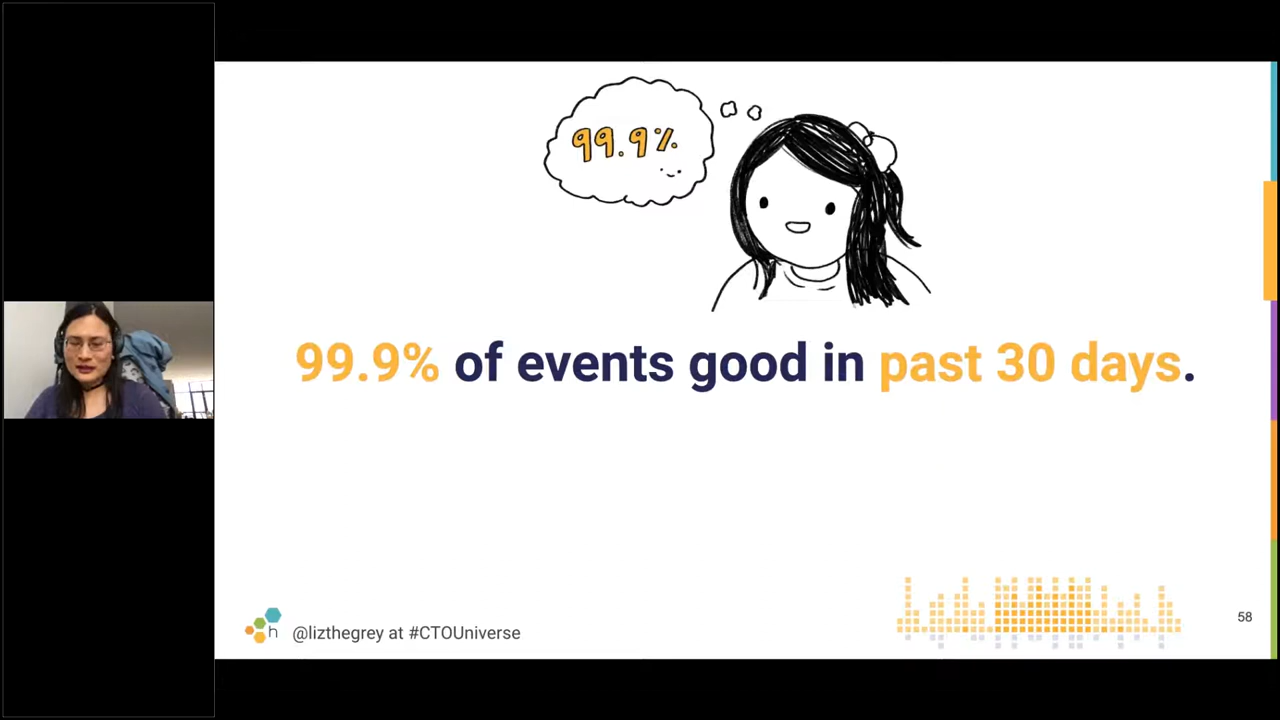 99.9%
99.9% of events good in past 30 days.
h
@lizthegrey at #CTOUniverse
58